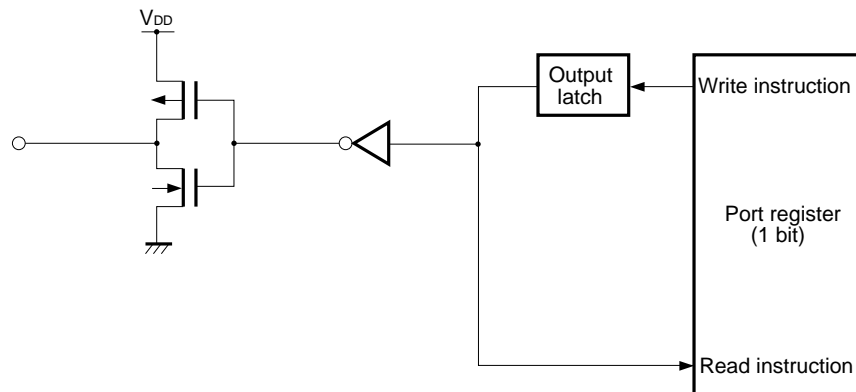 VDD
Output
latch
Write instruction
Port register
(1 bit)
Read instruction